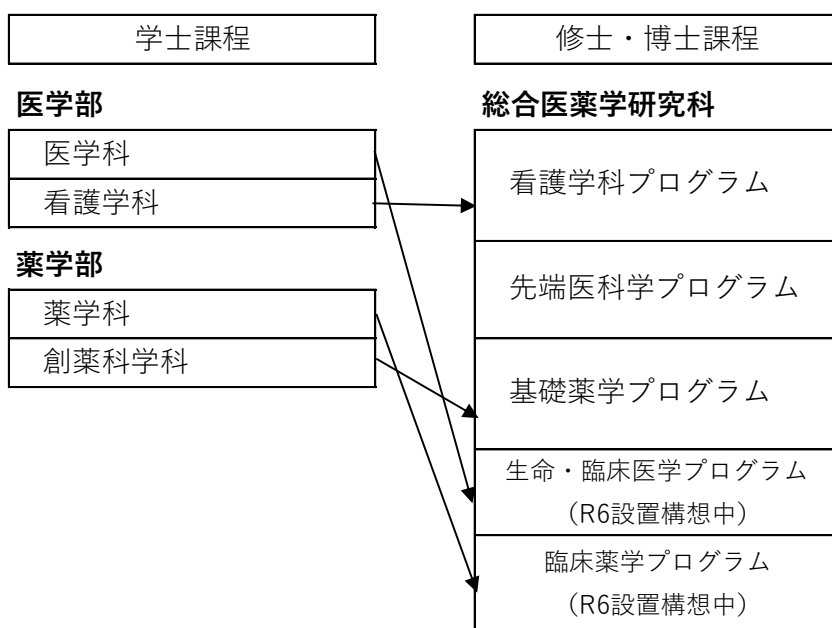 学士課程
修士・博士課程
医学部
医学科
看護学科
薬学部
薬学科
創薬科学科
総合医薬学研究科
看護学科プログラム
先端医科学プログラム
基礎薬学プログラム
生命・臨床医学プログラム
（R6設置構想中）
臨床薬学プログラム
（R6設置構想中）